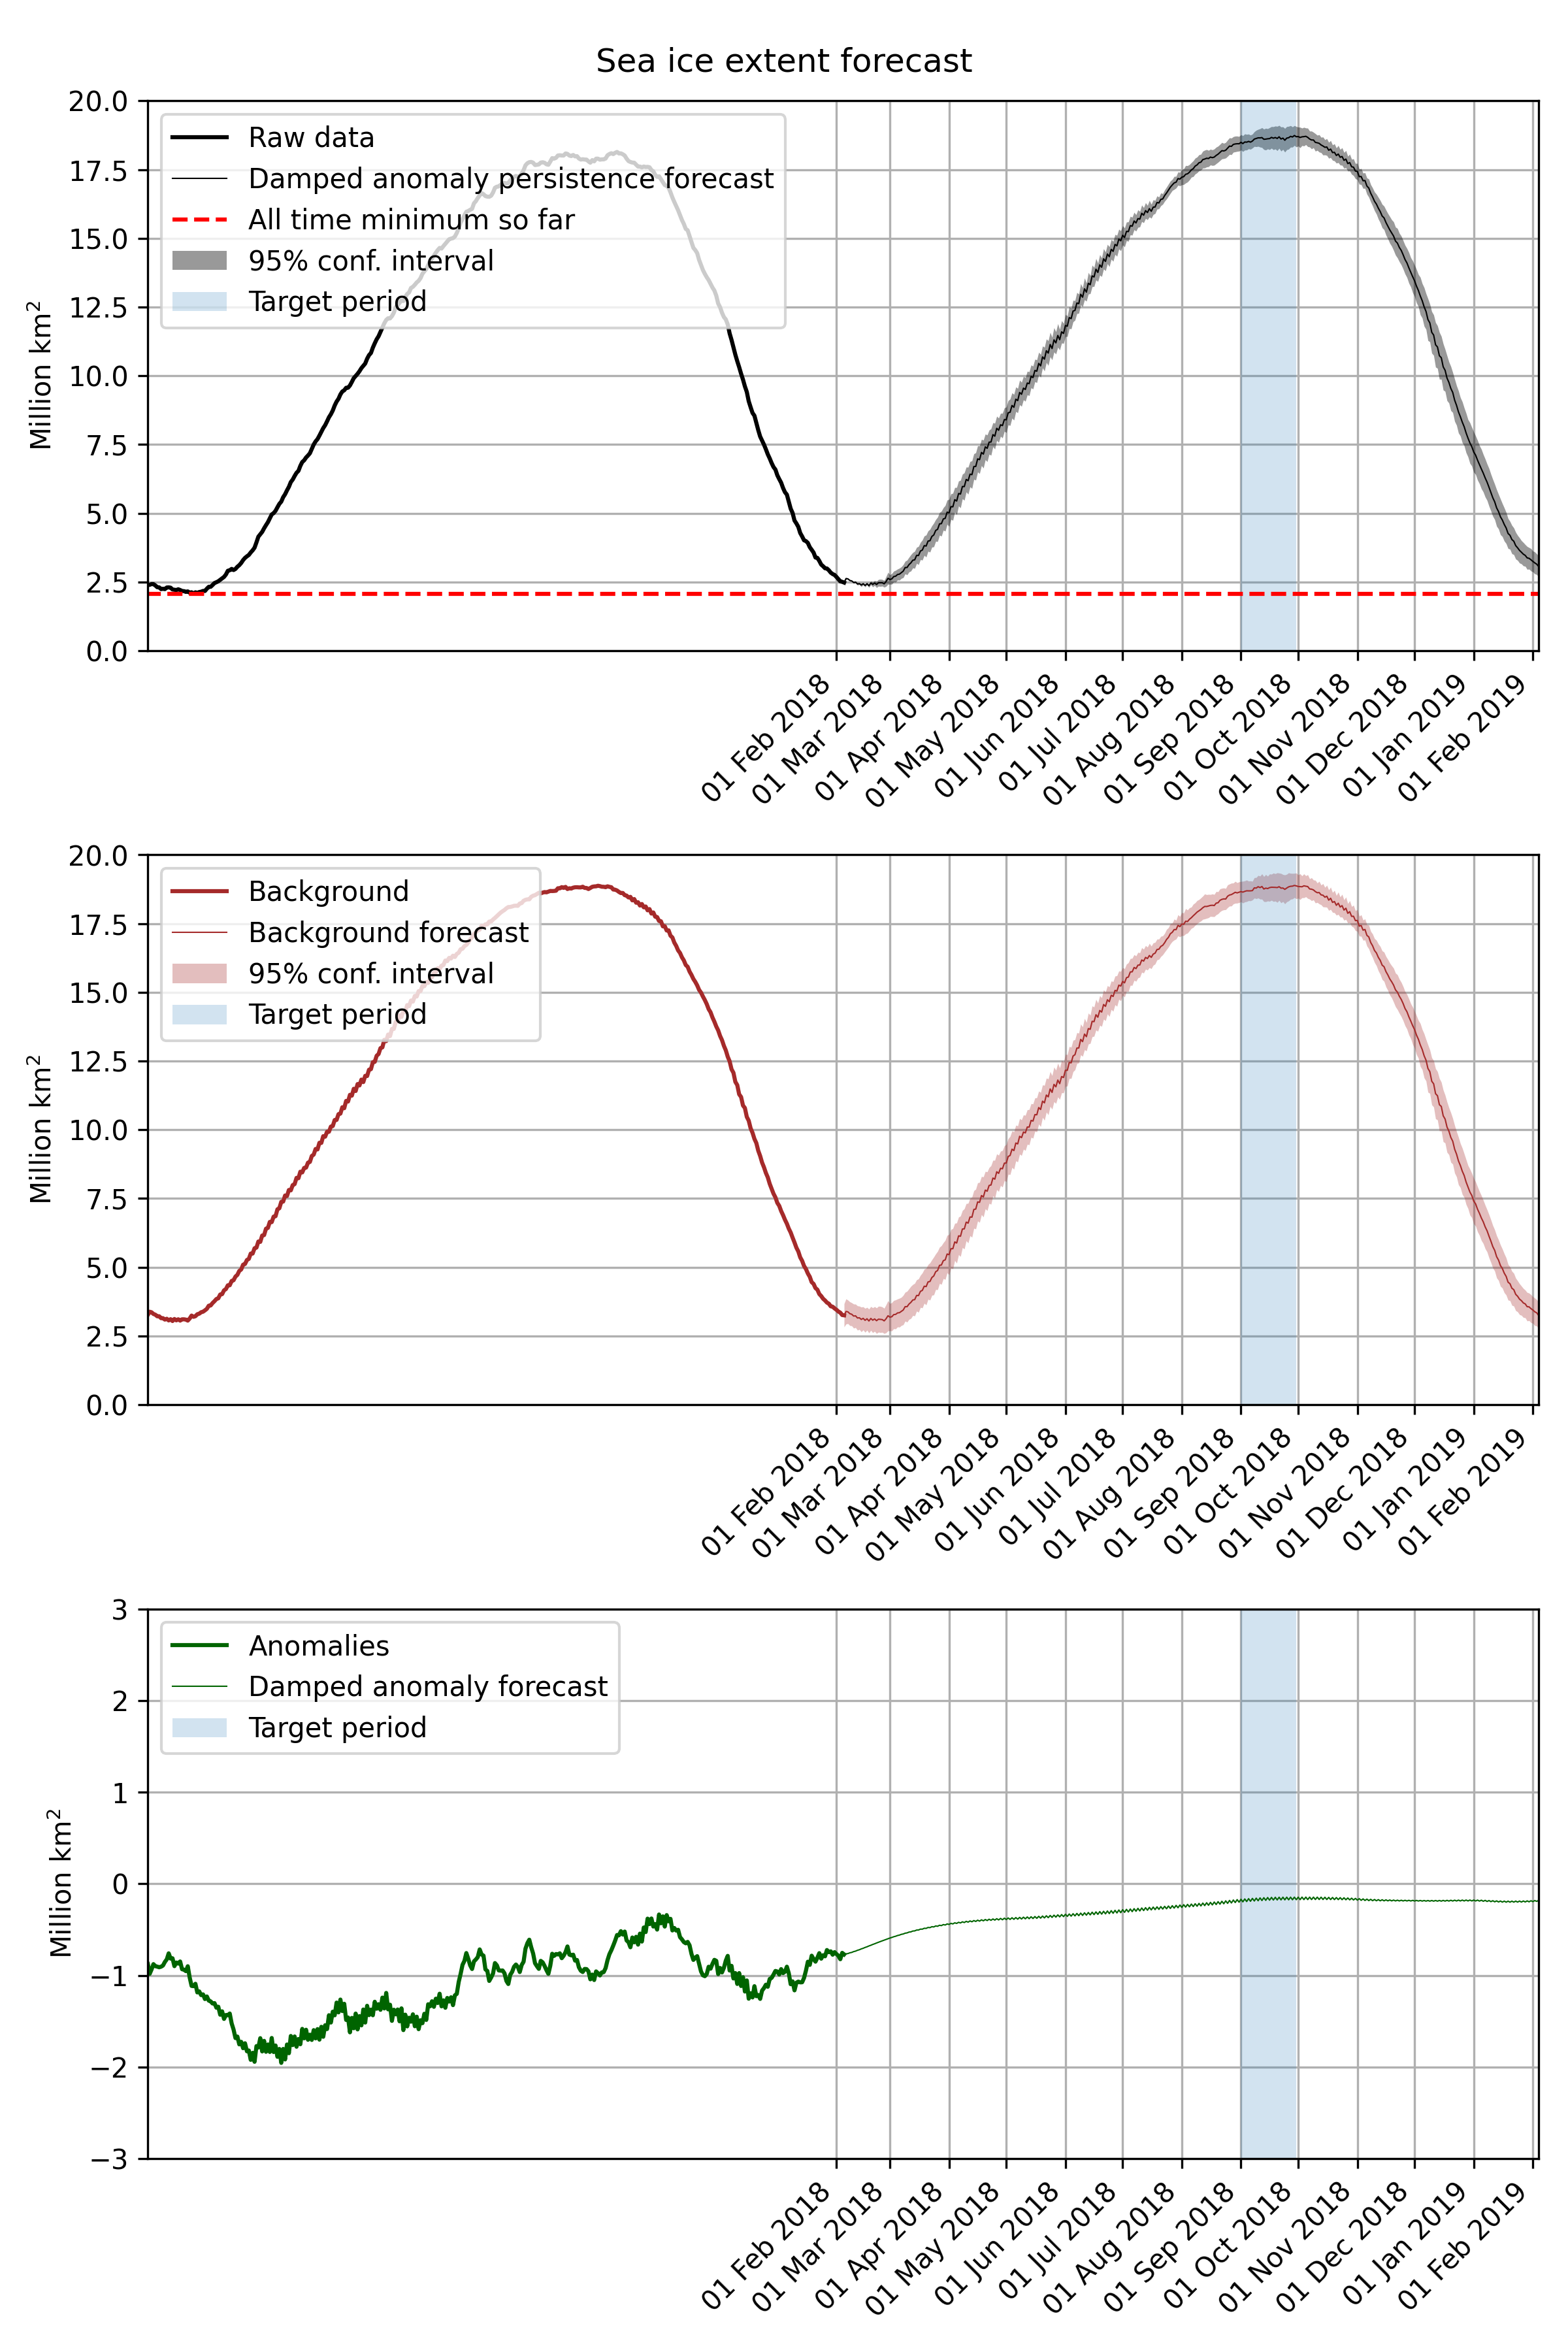 Sea ice extent forecast
20.0
17.5
15.0
12.5
10.0
7.5
5.0
2.5
0.0
Million km²
Raw data
Damped anomaly persistence forecast
All time minimum so far
95% conf. interval
Target period
01 Feb 2018
01 Mar 2018
01 Apr 2018
01 May 2018
01 Jun 2018
01 Jul 2018
01 Aug 2018
01 Sep 2018
01 Oct 2018
01 Nov 2018
01 Dec 2018
01 Jan 2019
01 Feb 2019
20.0
17.5
15.0
12.5
10.0
7.5
5.0
2.5
0.0
Million km²
Background
Background forecast
95% conf. interval
Target period
01 Feb 2018
01 Mar 2018
01 Apr 2018
01 May 2018
01 Jun 2018
01 Jul 2018
01 Aug 2018
01 Sep 2018
01 Oct 2018
01 Nov 2018
01 Dec 2018
01 Jan 2019
01 Feb 2019
3
2
1
0
−1
−2
−3
Million km²
Anomalies
Damped anomaly forecast
Target period
01 Feb 2018
01 Mar 2018
01 Apr 2018
01 May 2018
01 Jun 2018
01 Jul 2018
01 Aug 2018
01 Sep 2018
01 Oct 2018
01 Nov 2018
01 Dec 2018
01 Jan 2019
01 Feb 2019